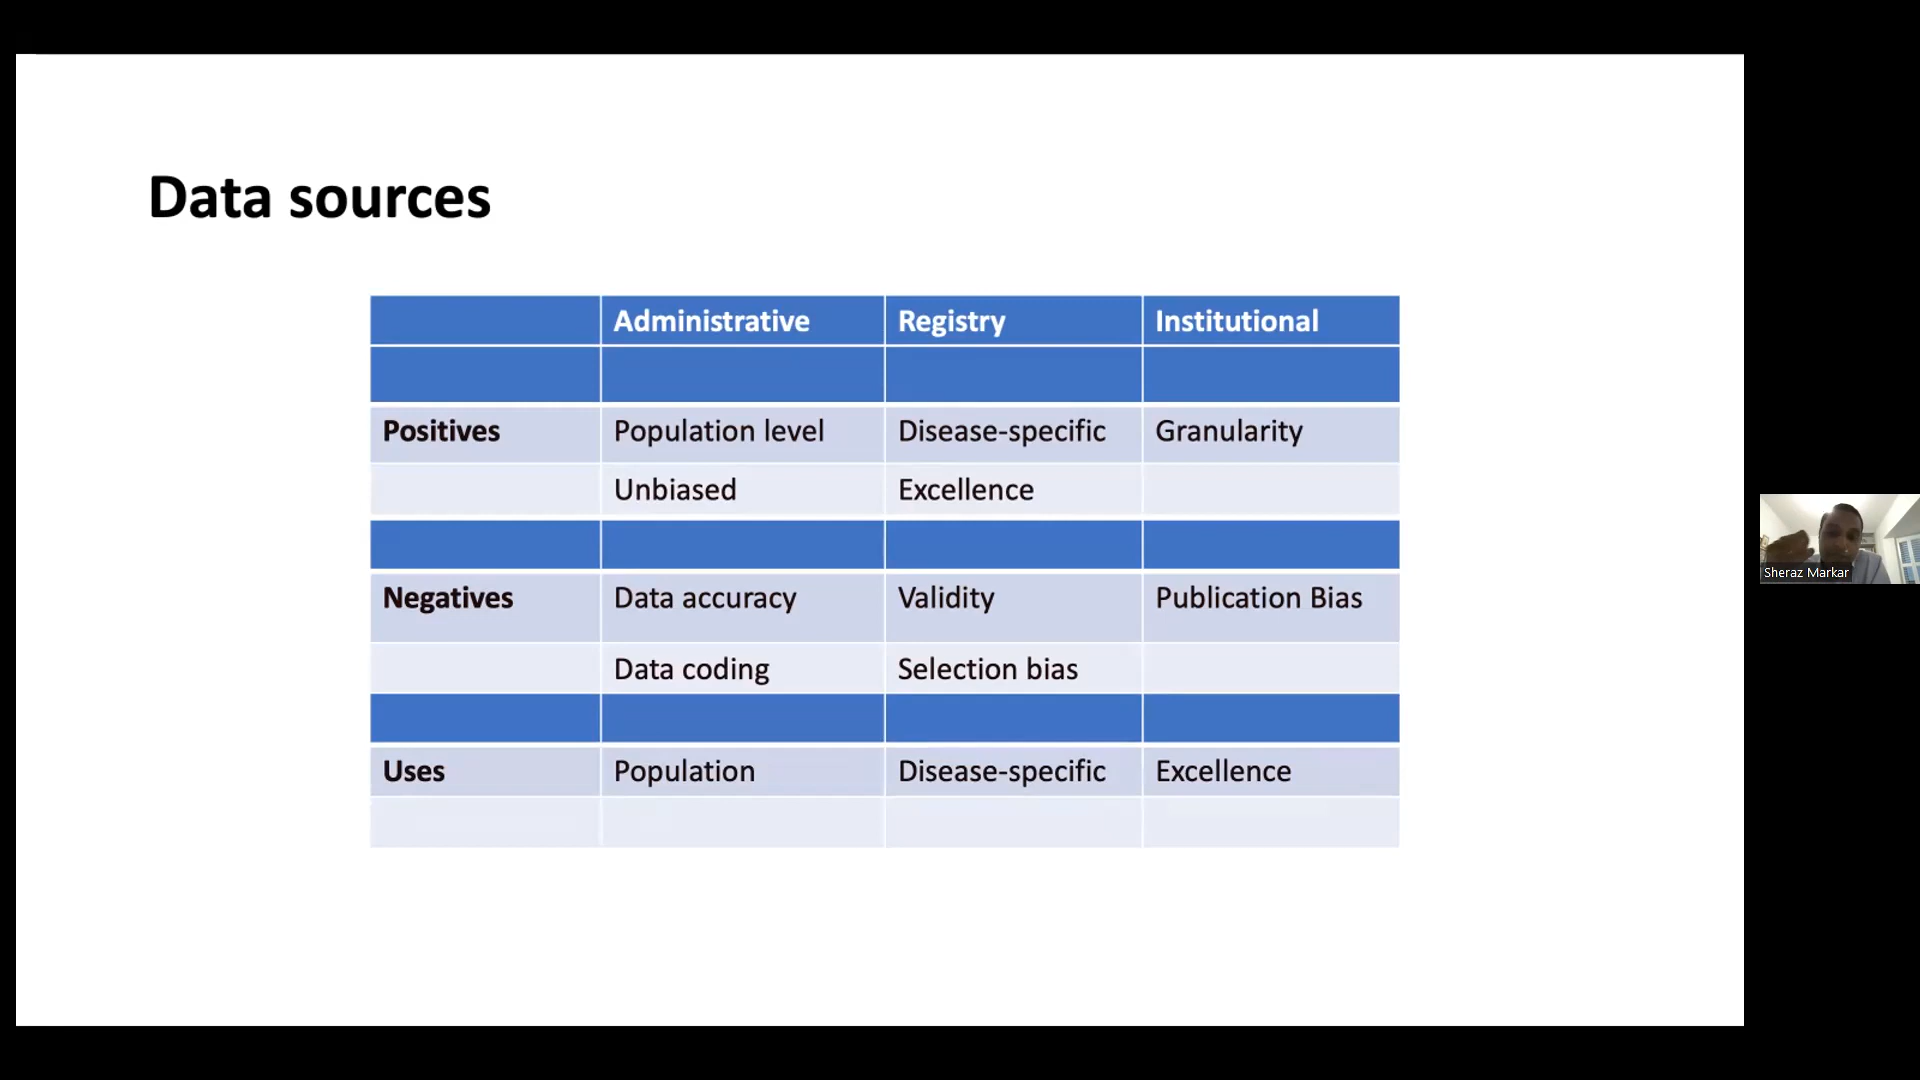 Data sources
Administrative Registry Institutional
Positives Population level Disease-specific Granularity
Unbiased Excellence
Negatives Data accuracy Validity Publication Bias
Data coding Selection bias
Uses Population Disease-specific Excellence
Sheraz Markar